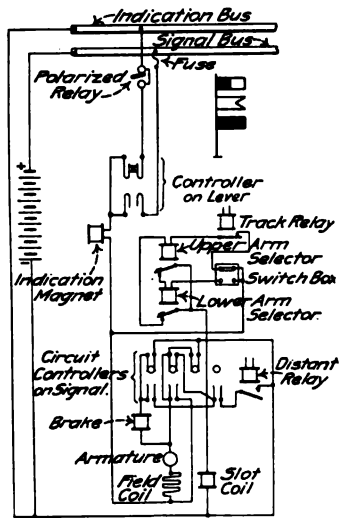 Indication Bus
Signal Bus
Fuse
Polarized
Relay
+
Controller
on Lever
Track Relay
Upper Arm
Selector
Switch Box
Indication
Magnet
Lower Arm
Selector.
Circuit
Controllers
on Signal.
Distant
Relay
Brake
Armature
Field
Coil
Slot
Coil